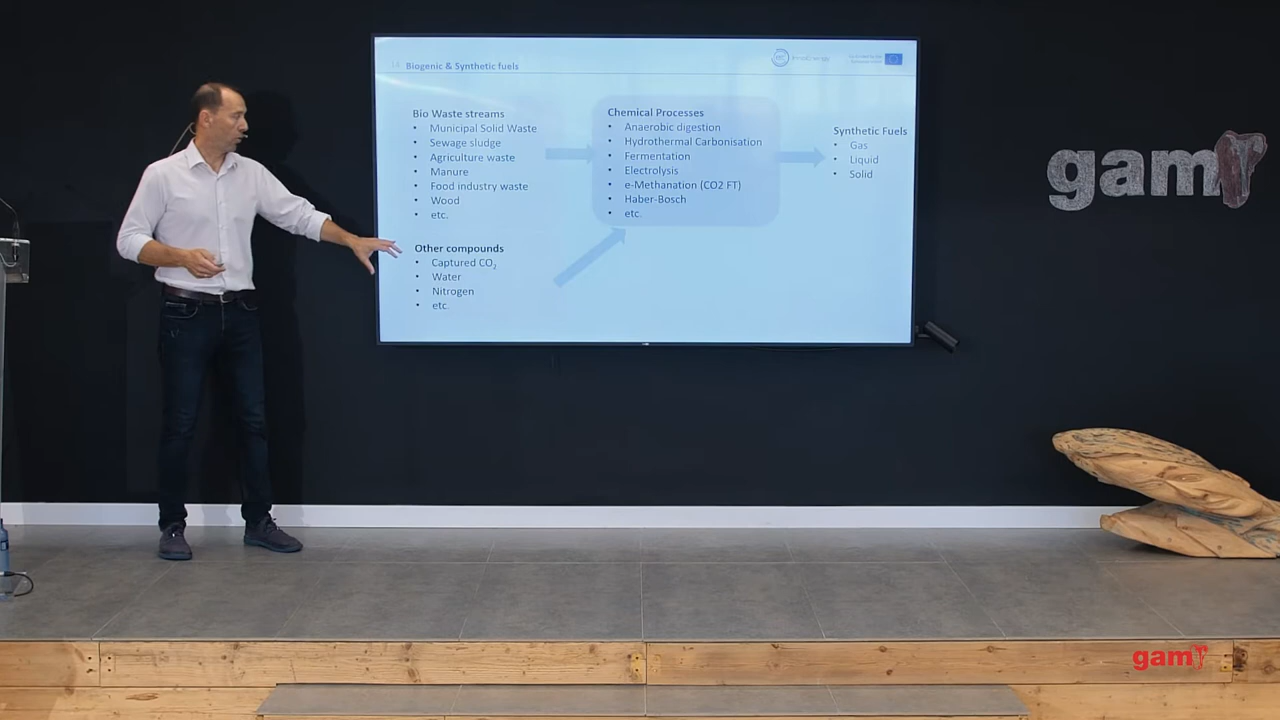 14 Biogenic & Synthetic fuels
InnoEnergy
Bio Waste streams
• Municipal Solid Waste
• Sewage sludge
• Agriculture waste
• Manure
• Food industry waste
• Wood
• etc.
Other compounds
• Captured CO₂
• Water
• Nitrogen
• etc.
Chemical Processes
• Anaerobic digestion
• Hydrothermal Carbonisation
• Fermentation
• Electrolysis
• e-Methanation (CO2 FT)
• Haber-Bosch
• etc.
Synthetic Fuels
• Gas
• Liquid
• Solid
gam
gam